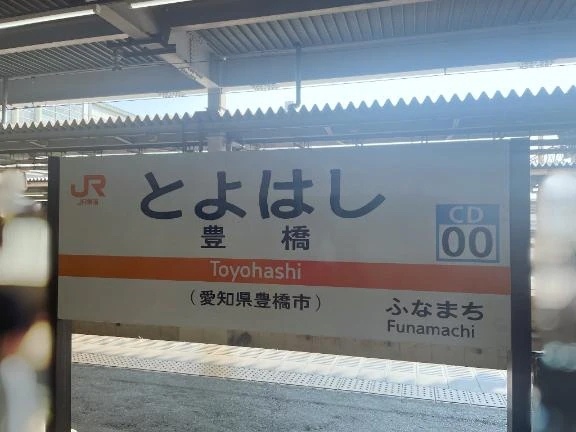 JR
JR東海
とよはし
豊橋
CD
00
Toyohashi
(愛知県豊橋市)
ふなまち
Funamachi